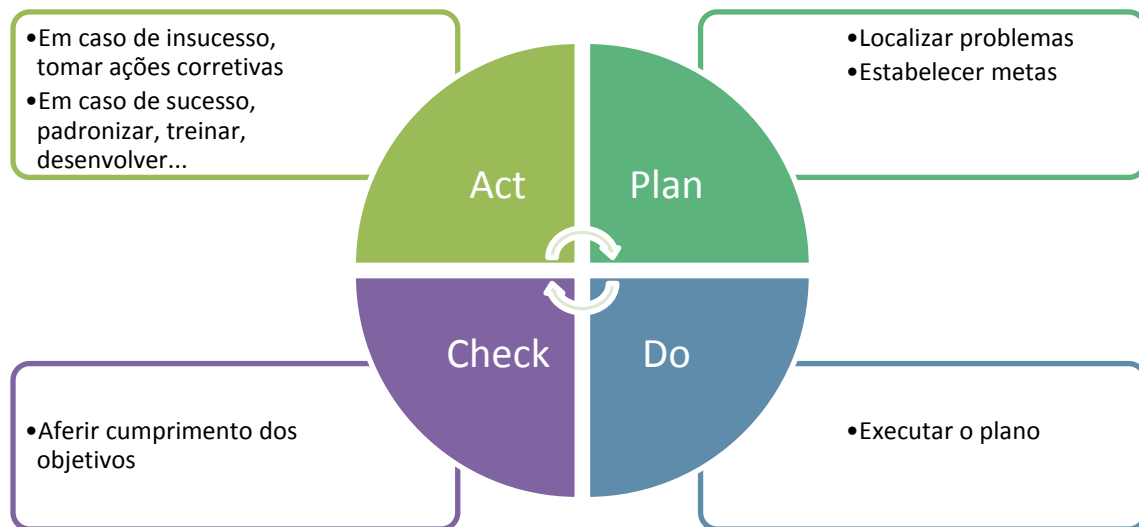 •Em caso de insucesso,
tomar ações corretivas
•Em caso de sucesso,
padronizar, treinar,
desenvolver...
•Localizar problemas
•Estabelecer metas
Act
Plan
Check
Do
•Aferir cumprimento dos
objetivos
•Executar o plano